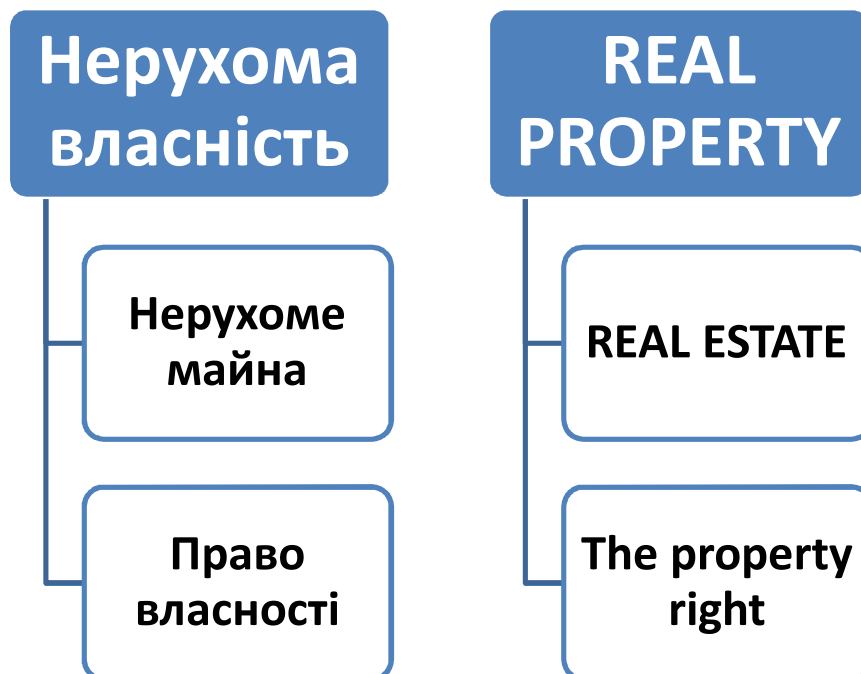 Нерухома
власність
Нерухоме
майна
Право
власності
REAL
PROPERTY
REAL ESTATE
The property
right